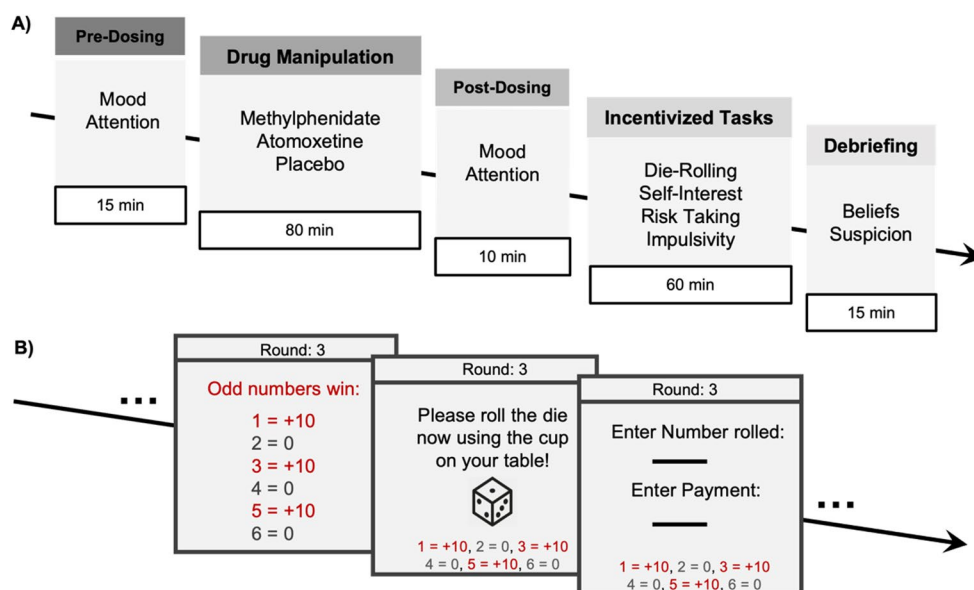 A)
Pre-Dosing
Mood
Attention
15 min
Drug Manipulation
Methylphenidate
Atomoxetine
Placebo
80 min
Post-Dosing
Mood
Attention
10 min
Incentivized Tasks
Die-Rolling
Self-Interest
Risk Taking
Impulsivity
60 min
Debriefing
Beliefs
Suspicion
15 min
B)
...
Round: 3
Odd numbers win:
1 = +10
2 = 0
3 = +10
4 = 0
5 = +10
6 = 0
Round: 3
Please roll the die
now using the cup
on your table!
1 = +10, 2 = 0, 3 = +10
4 = 0, 5 = +10, 6 = 0
Round: 3
Enter Number rolled:
Enter Payment:
1 = +10, 2 = 0, 3 = +10
4 = 0, 5 = +10, 6 = 0
...